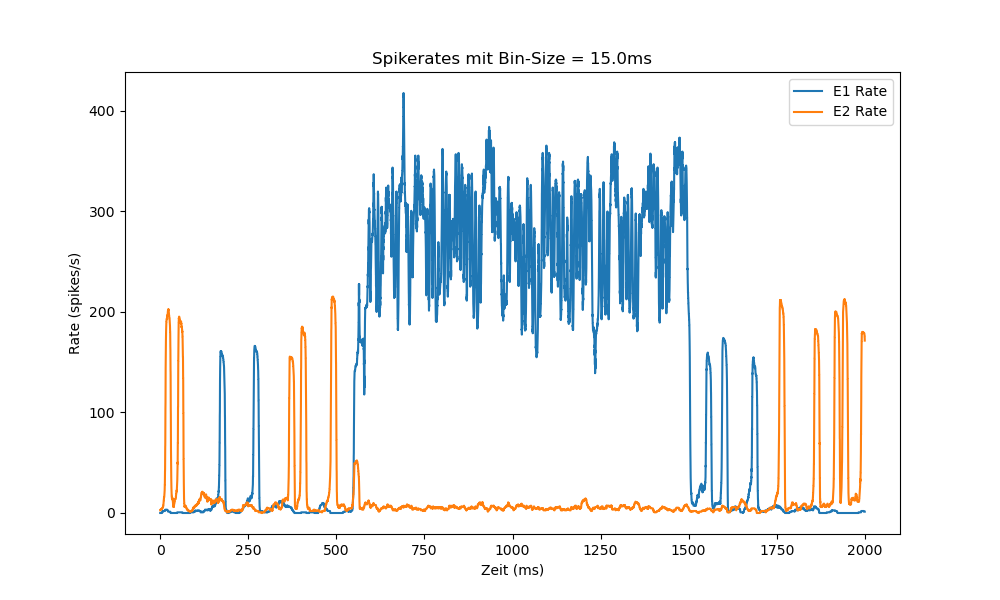 Spikerates mit Bin-Size = 15.0ms
E1 Rate
E2 Rate
Rate (spikes/s)
400
300
200
100
0
0 250 500 750 1000 1250 1500 1750 2000
Zeit (ms)